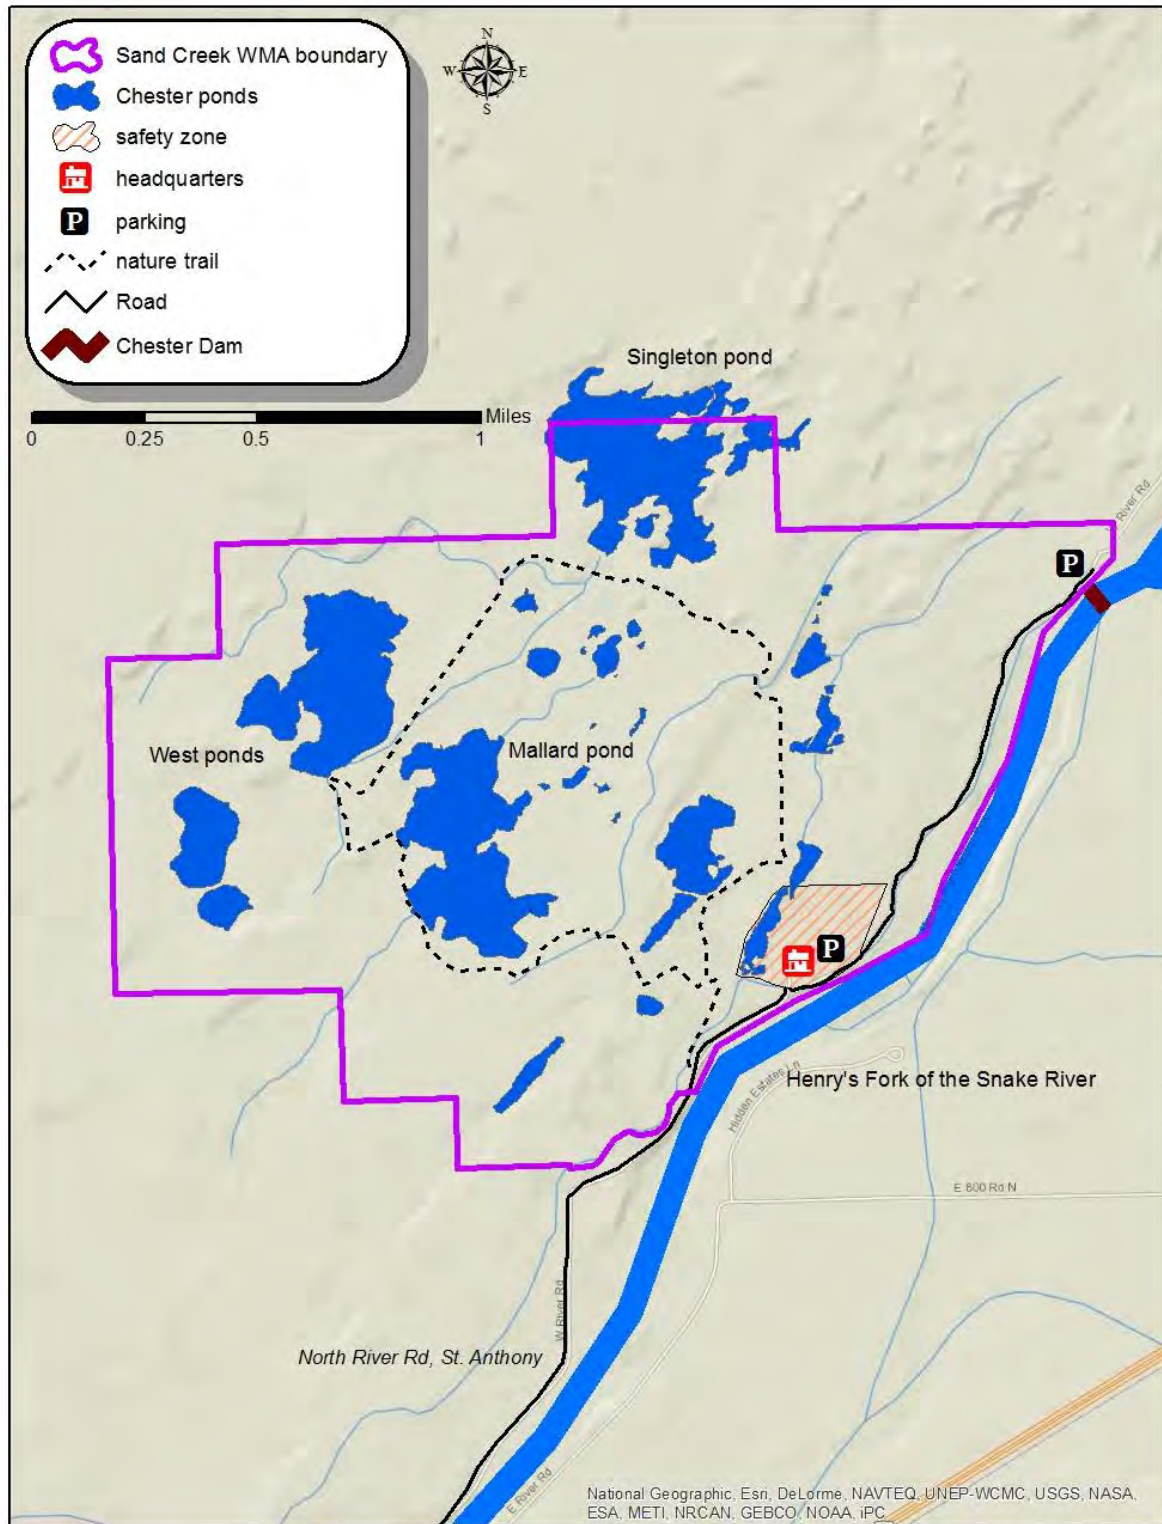 N
W E
S
Sand Creek WMA boundary
Chester ponds
safety zone
headquarters
P parking
nature trail
Road
Chester Dam
Miles
0 0.25 0.5 1
Singleton pond
River Rd
P
West ponds
Mallard pond
P
Henry's Fork of the Snake River
Hidden Estates Ln
E 600 Rd N
W River Rd
North River Rd, St. Anthony
E River Rd
National Geographic, Esri, DeLorme, NAVTEQ, UNEP-WCMC, USGS, NASA,
ESA, METI, NRCAN, GEBCO, NOAA, iPC